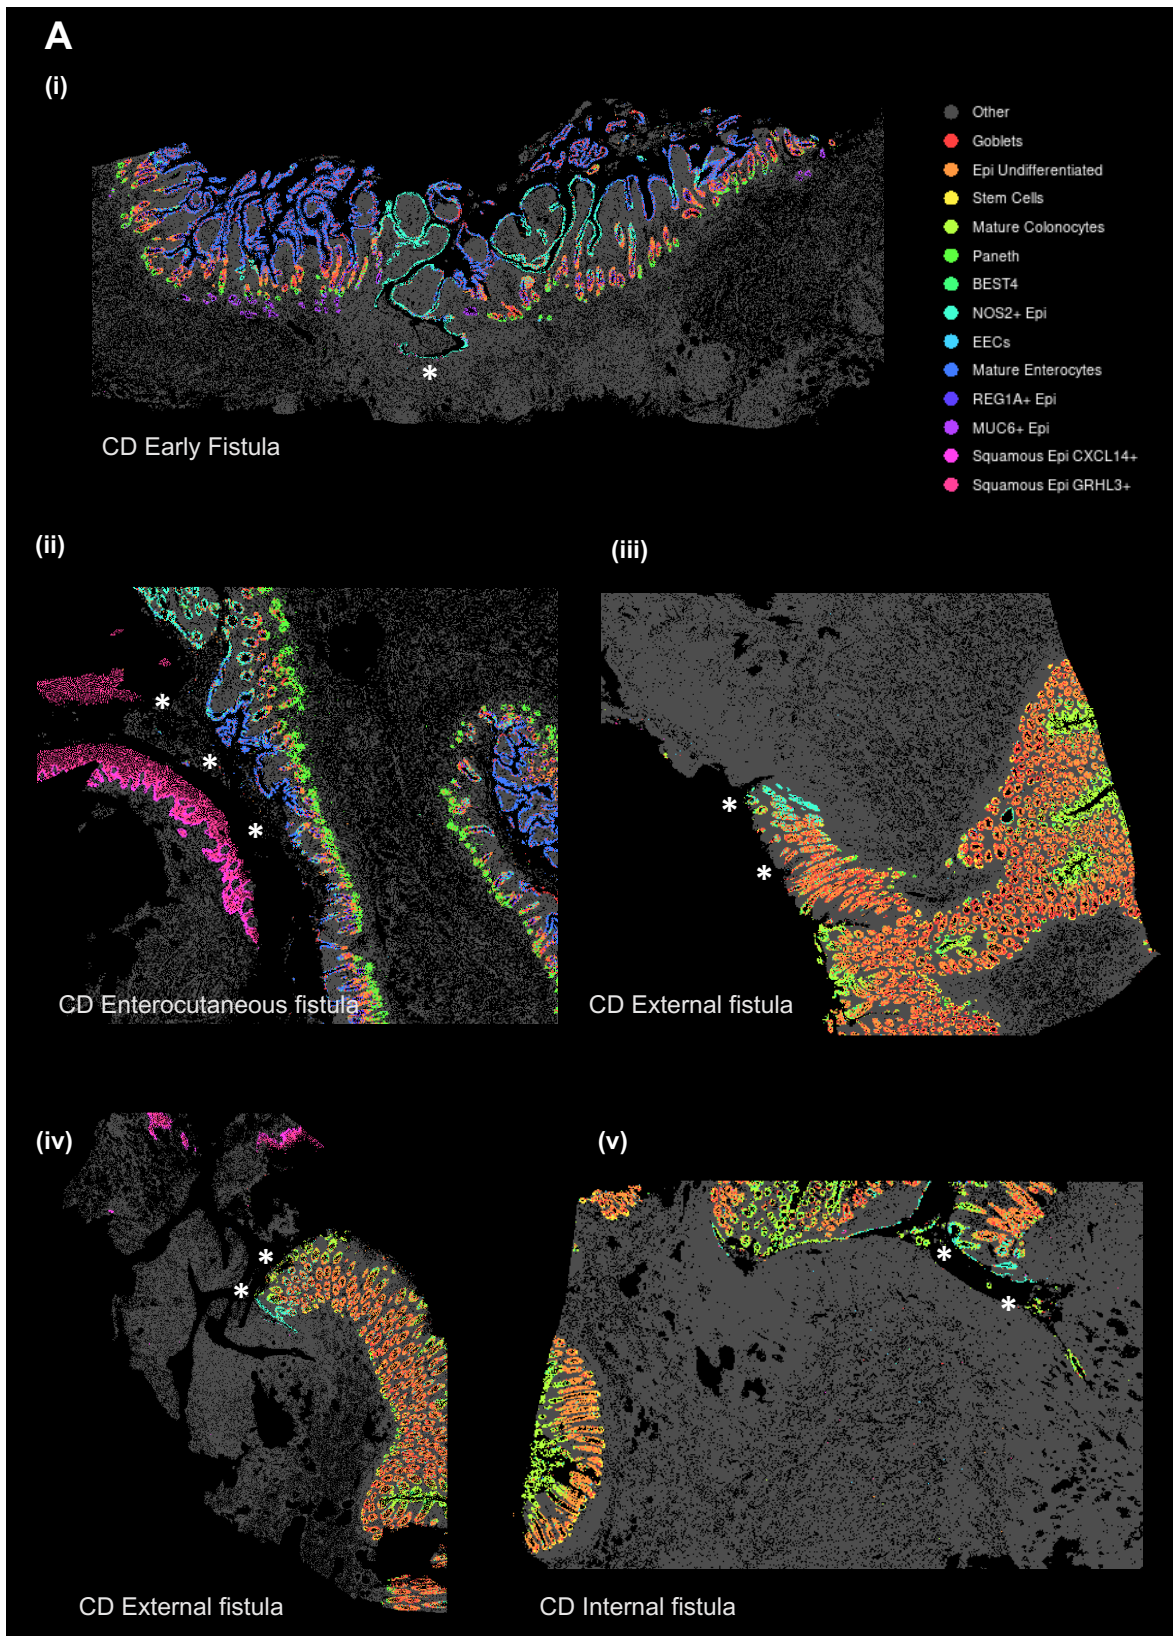 A
(i)
Other
Goblets
Epi Undifferentiated
Stem Cells
Mature Colonocytes
Paneth
BEST4
NOS2+ Epi
EECs
Mature Enterocytes
REG1A+ Epi
MUC6+ Epi
Squamous Epi CXCL14+
Squamous Epi GRHL3+
*
CD Early Fistula
(ii)
*
*
*
CD Enterocutaneous fistula
(iii)
*
*
CD External fistula
(iv)
*
*
CD External fistula
(v)
*
*
CD Internal fistula